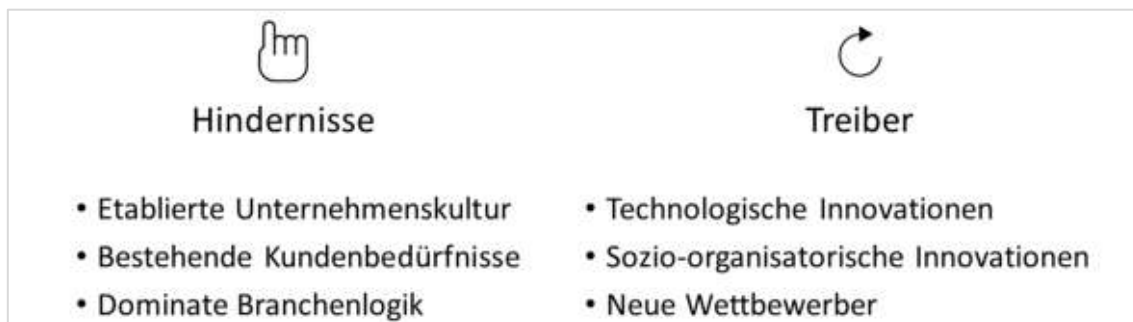 Hindernisse
• Etablierte Unternehmenskultur
• Bestehende Kundenbedürfnisse
• Dominate Branchenlogik
Treiber
• Technologische Innovationen
• Sozio-organisatorische Innovationen
• Neue Wettbewerber